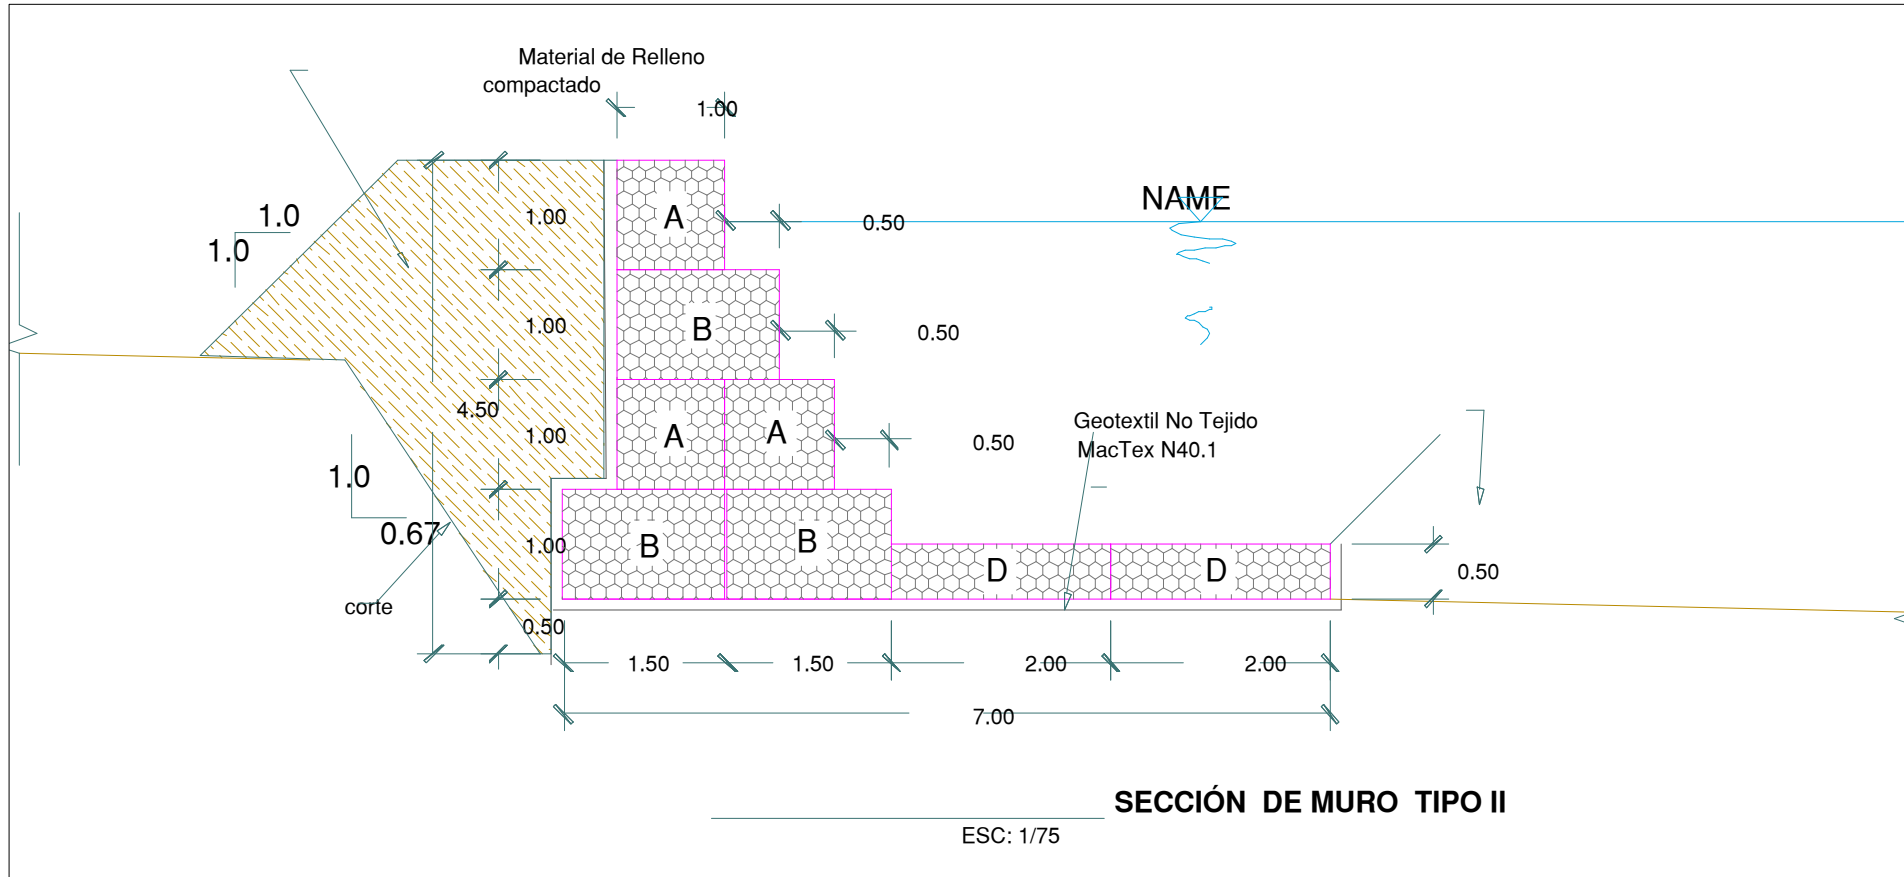 Material de Relleno
compactado
1.00
1.0
1.0
1.00
A
0.50
NAME
1.00
B
0.50
4.50
1.00
A
A
0.50
Geotextil No Tejido
MacTex N40.1
1.0
0.67
1.00
B
B
D
D
0.50
corte
0.50
1.50
1.50
2.00
2.00
7.00
SECCIÓN DE MURO TIPO II
ESC: 1/75